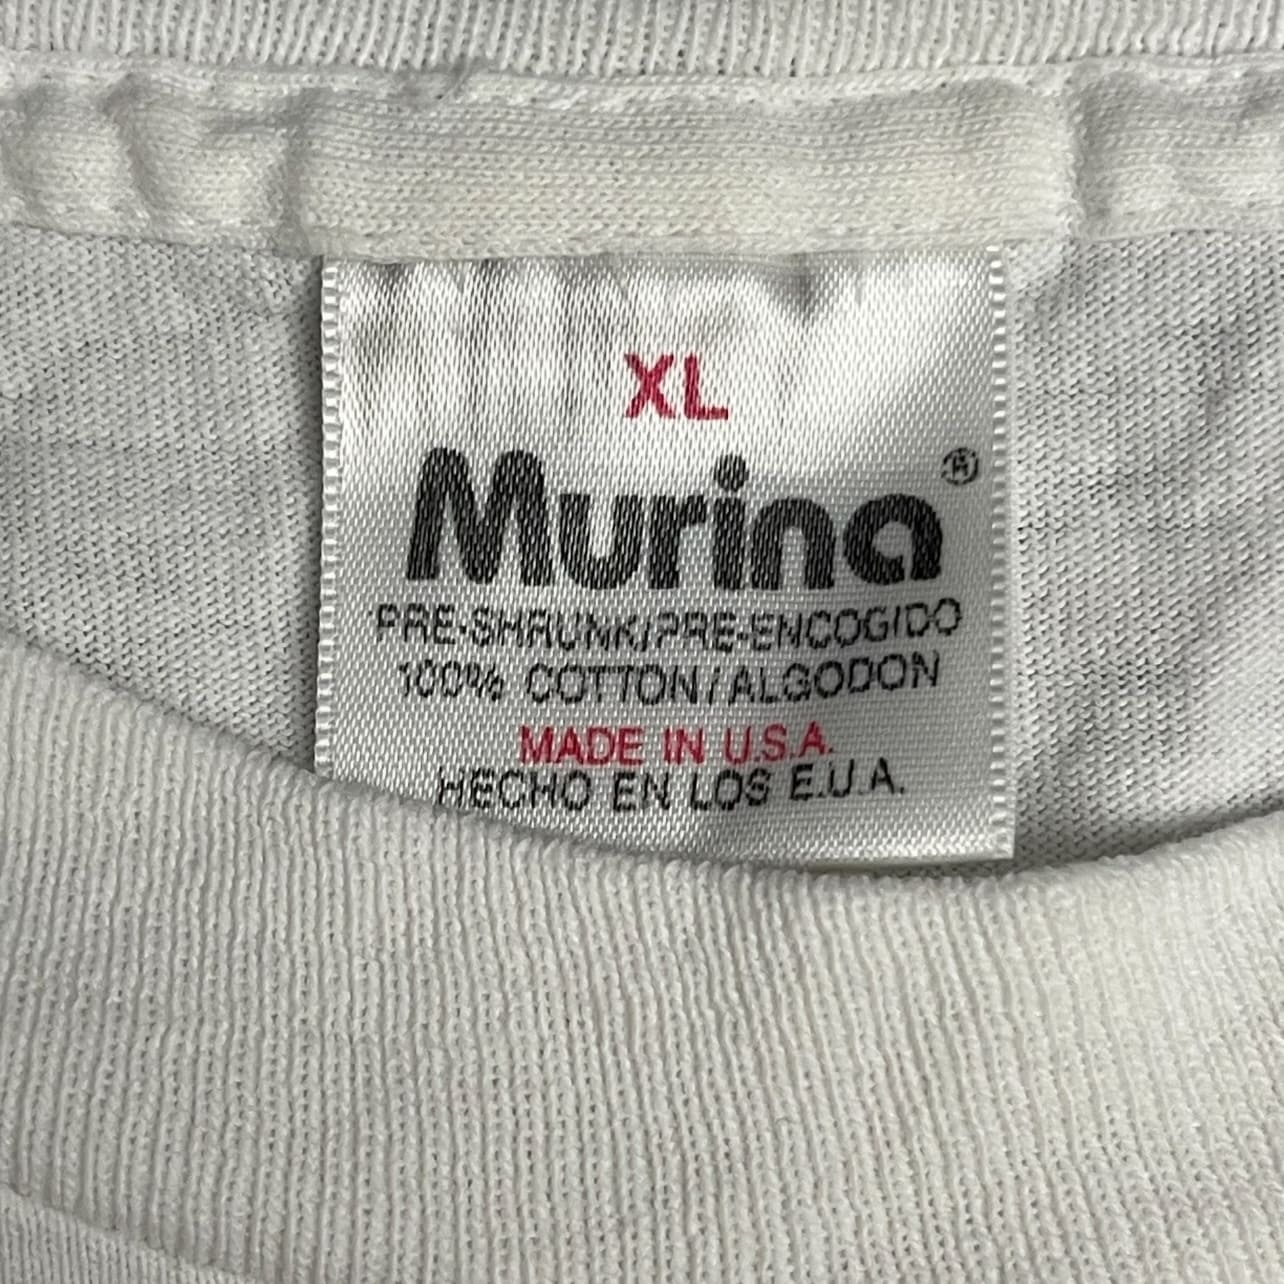 XL
Murina ®
PRE-SHRUNK/PRE-ENCOGIDO
100% COTTON/ALGODON
MADE IN U.S.A.
HECHO EN LOS E.U.A.